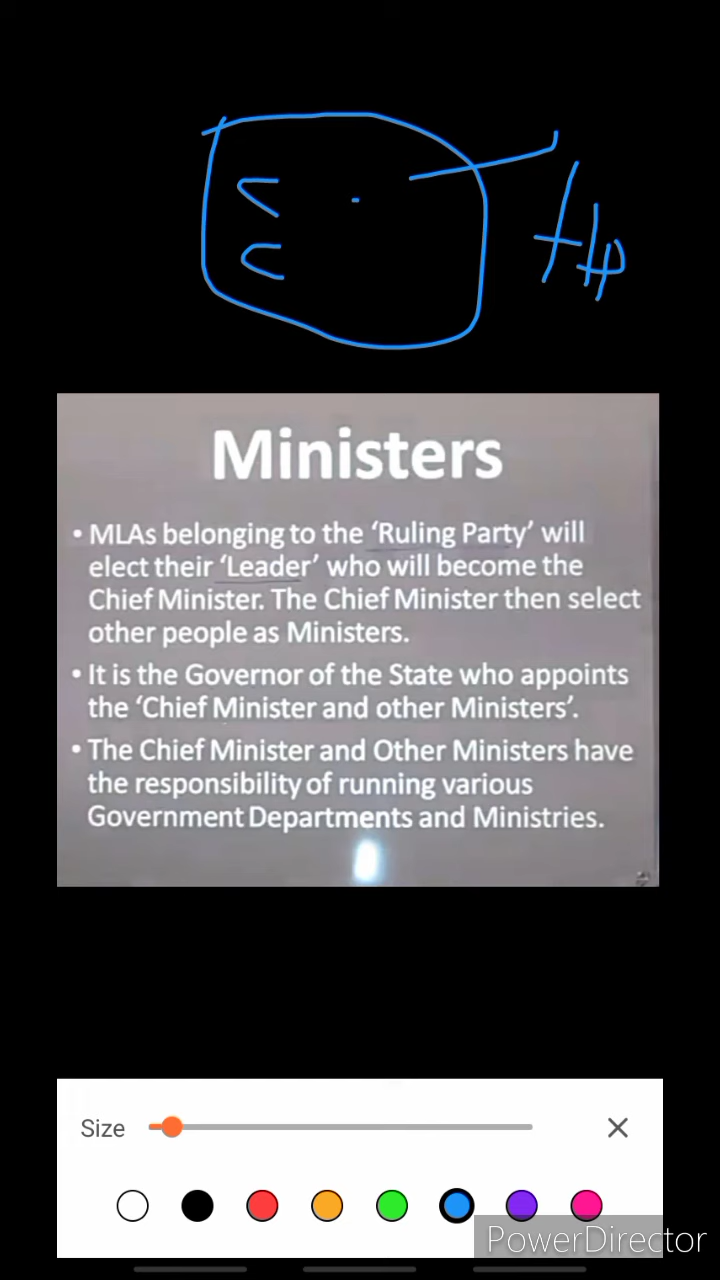 Ministers
• MLAs belonging to the ‘Ruling Party’ will
elect their ‘Leader’ who will become the
Chief Minister. The Chief Minister then select
other people as Ministers.
• It is the Governor of the State who appoints
the ‘Chief Minister and other Ministers’.
• The Chief Minister and Other Ministers have
the responsibility of running various
Government Departments and Ministries.
Size
PowerDirector